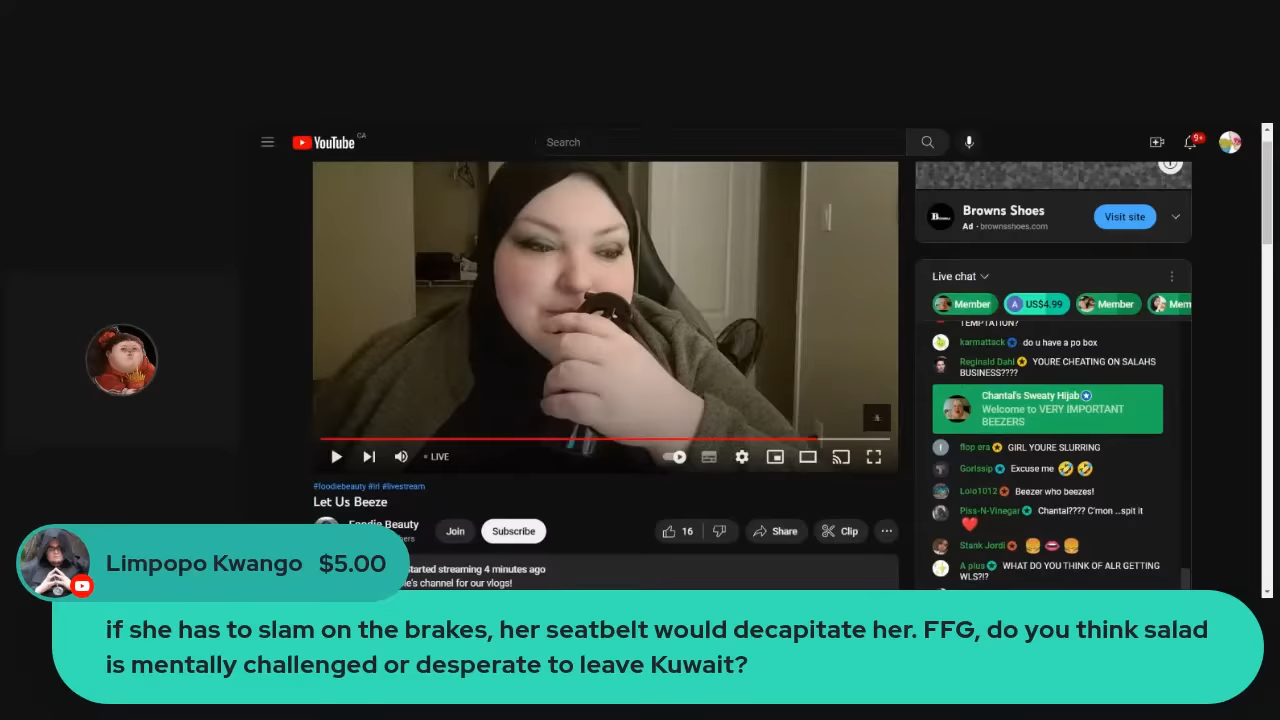 YouTube CA
Search
9+
Browns Shoes
Ad · brownsshoes.com
Visit site
Live chat
Member
A US$4.99
Member
Mem
TEMPTATION?
karmattack do u have a po box
Reginald Dahl YOURE CHEATING ON SALAHS
BUSINESS????
Chantal's Sweaty Hijab
Welcome to VERY IMPORTANT
BEEZERS
flop era GIRL YOURE SLURRING
Gorlssip Excuse me 🤣 🤣
Lolo1012 Beezer who beezes!
Piss-N-Vinegar Chantal???? C'mon ...spit it
❤️
Stank Jordi 🍔 👄 🍔
A plus WHAT DO YOU THINK OF ALR GETTING
WLS?!?
LIVE
#foodiebeauty #irl #livestream
Let Us Beeze
Foodie Beauty
Join
Subscribe
16
Share
Clip
Started streaming 4 minutes ago
channel for our vlogs!
Limpopo Kwango $5.00
if she has to slam on the brakes, her seatbelt would decapitate her. FFG, do you think salad
is mentally challenged or desperate to leave Kuwait?